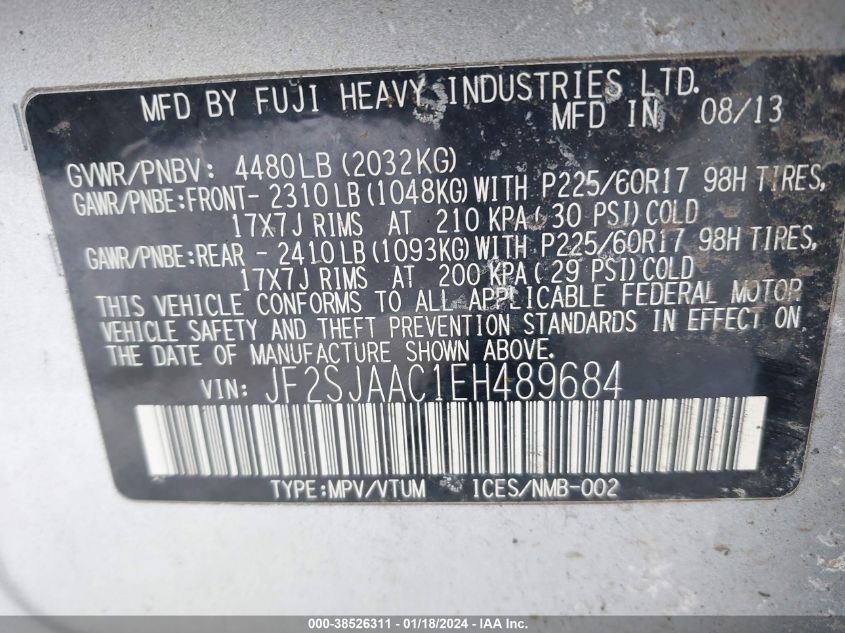 MFD BY FUJI HEAVY INDUSTRIES LTD.
MFD IN 08/13
GVWR/PNBV: 4480LB (2032KG)
GAWR/PNBE:FRONT- 2310 LB (1048KG) WITH P225/60R17 98H TIRES,
17X7J RIMS AT 210 KPA( 30 PSI) COLD
GAWR/PNBE:REAR - 2410 LB (1093KG) WITH P225/60R17 98H TIRES,
17X7J RIMS AT 200 KPA( 29 PSI) COLD
THIS VEHICLE CONFORMS TO ALL APPLICABLE FEDERAL MOTOR
VEHICLE SAFETY AND THEFT PREVENTION STANDARDS IN EFFECT ON
THE DATE OF MANUFACTURE SHOWN ABOVE.
VIN: JF2SJAAC1EH489684
TYPE:MPV/VTUM ICES/NMB-002
000-38526311 - 01/18/2024 - IAA Inc.